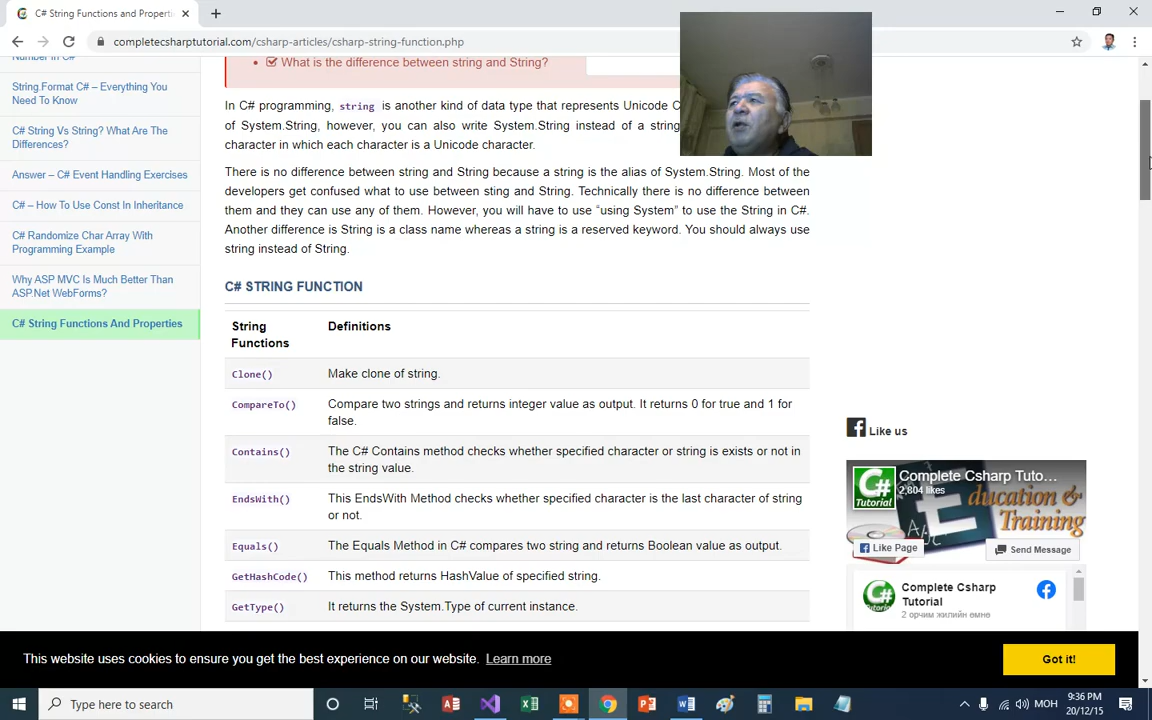 C# String Functions and Properti
completecsharptutorial.com/csharp-articles/csharp-string-function.php
Number In C#
String.Format C# – Everything You
Need To Know
C# String Vs String? What Are The
Differences?
Answer – C# Event Handling Exercises
C# – How To Use Const In Inheritance
C# Randomize Char Array With
Programming Example
Why ASP MVC Is Much Better Than
ASP.Net WebForms?
C# String Functions And Properties
What is the difference between string and String?
In C# programming, string is another kind of data type that represents Unicode C
of System.String, however, you can also write System.String instead of a string
character in which each character is a Unicode character.
There is no difference between string and String because a string is the alias of System.String. Most of the
developers get confused what to use between sting and String. Technically there is no difference between
them and they can use any of them. However, you will have to use “using System” to use the String in C#.
Another difference is String is a class name whereas a string is a reserved keyword. You should always use
string instead of String.
C# STRING FUNCTION
String
Functions
Definitions
Clone()
Make clone of string.
CompareTo()
Compare two strings and returns integer value as output. It returns 0 for true and 1 for
false.
Contains()
The C# Contains method checks whether specified character or string is exists or not in
the string value.
EndsWith()
This EndsWith Method checks whether specified character is the last character of string
or not.
Equals()
The Equals Method in C# compares two string and returns Boolean value as output.
GetHashCode()
This method returns HashValue of specified string.
GetType()
It returns the System.Type of current instance.
Like us
Complete Csharp Tuto...
2,804 likes
ducation &
Training
C#
Tutorial
Like Page
Send Message
Complete Csharp
Tutorial
2 орчим жилийн өмнө
This website uses cookies to ensure you get the best experience on our website. Learn more
Got it!
Type here to search
МОН
9:36 PM
20/12/15